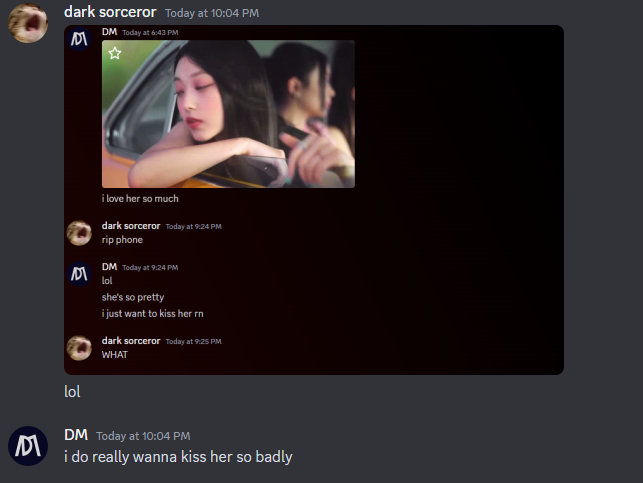 dark sorceror Today at 10:04 PM
DM Today at 6:43 PM
i love her so much
dark sorceror Today at 9:24 PM
rip phone
DM Today at 9:24 PM
lol
she's so pretty
i just want to kiss her rn
dark sorceror Today at 9:25 PM
WHAT
lol
DM Today at 10:04 PM
i do really wanna kiss her so badly